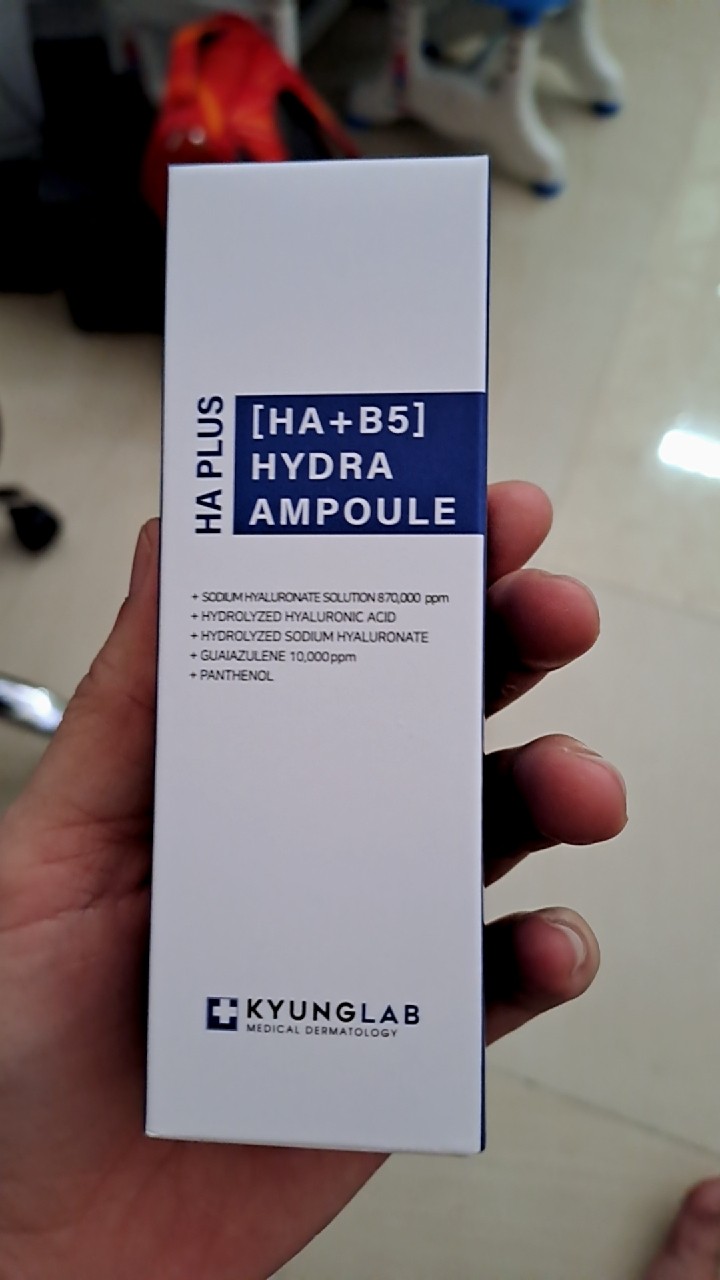 HA PLUS
[HA+B5]
HYDRA
AMPOULE
+ SODIUM HYALURONATE SOLUTION 870,000 ppm
+ HYDROLYZED HYALURONIC ACID
+ HYDROLYZED SODIUM HYALURONATE
+ GUAIAZULENE 10,000ppm
+ PANTHENOL
KYUNGLAB
MEDICAL DERMATOLOGY